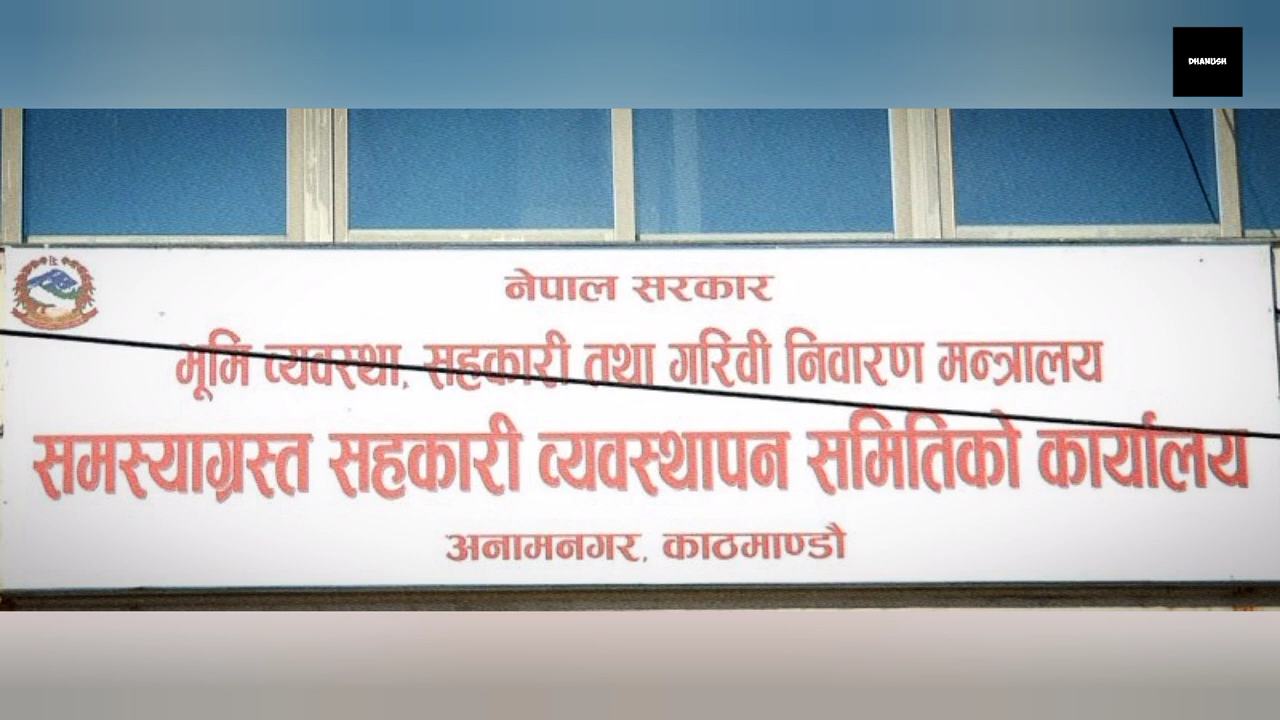 DHANUSH
नेपाल सरकार
भूमि व्यवस्था, सहकारी तथा गरिवी निवारण मन्त्रालय
समस्याग्रस्त सहकारी व्यवस्थापन समितिको कार्यालय
अनामनगर, काठमाण्डौ